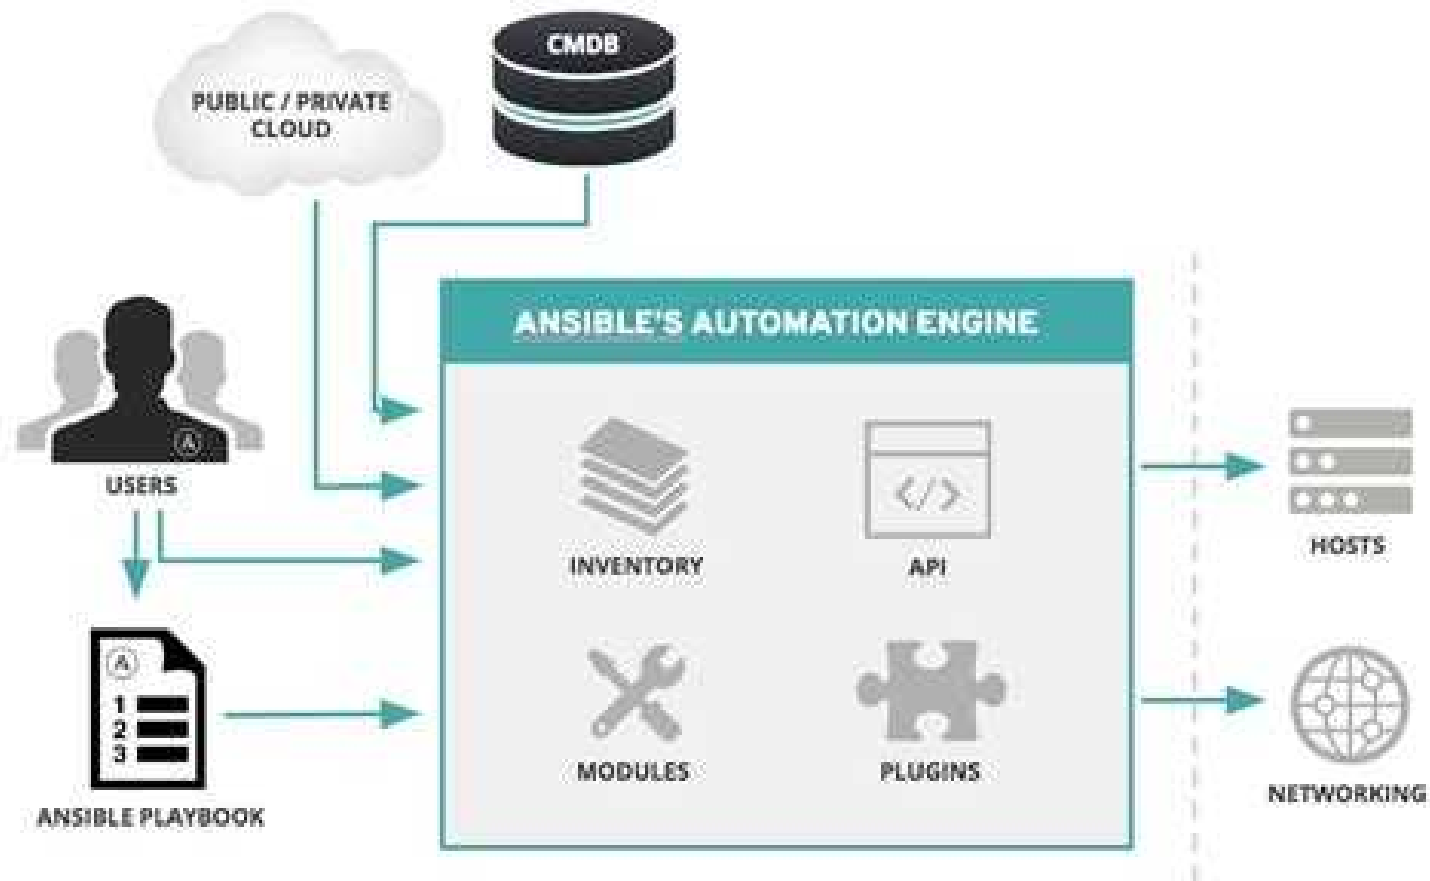 PUBLIC / PRIVATE
CLOUD
CMDB
ANSIBLE'S AUTOMATION ENGINE
A
USERS
INVENTORY
API
</>
HOSTS
A
1
2
3
ANSIBLE PLAYBOOK
MODULES
PLUGINS
NETWORKING